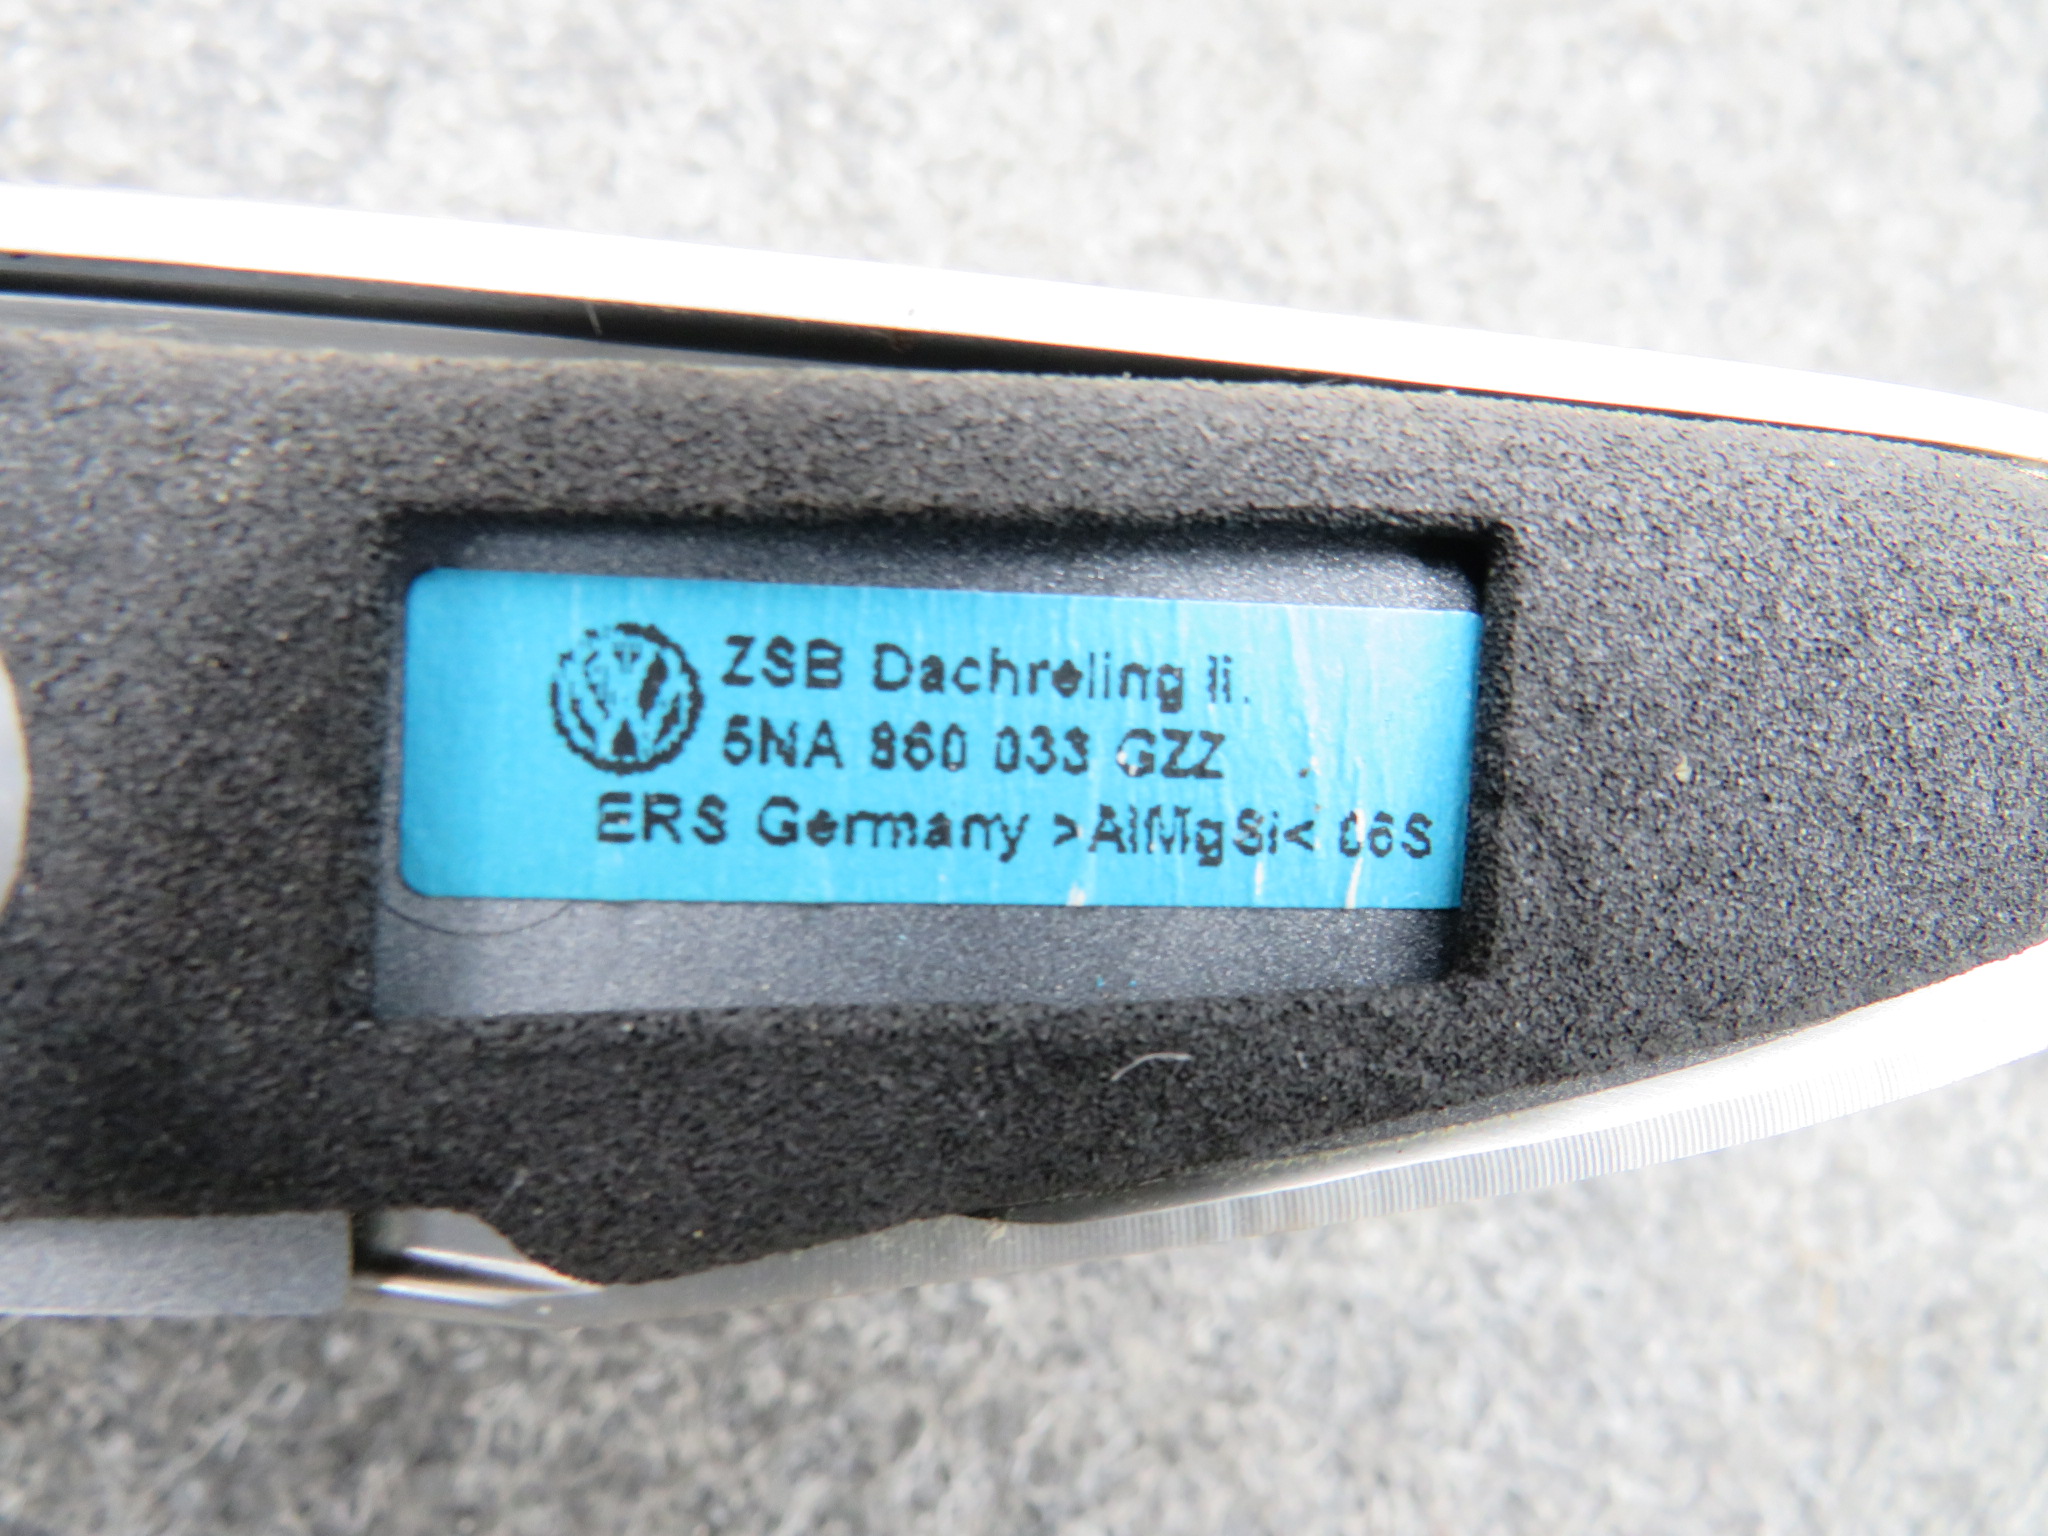 ZSB Dachreling li.
5NA 860 033 GZZ
ERS Germany >AlMgSi< 06S